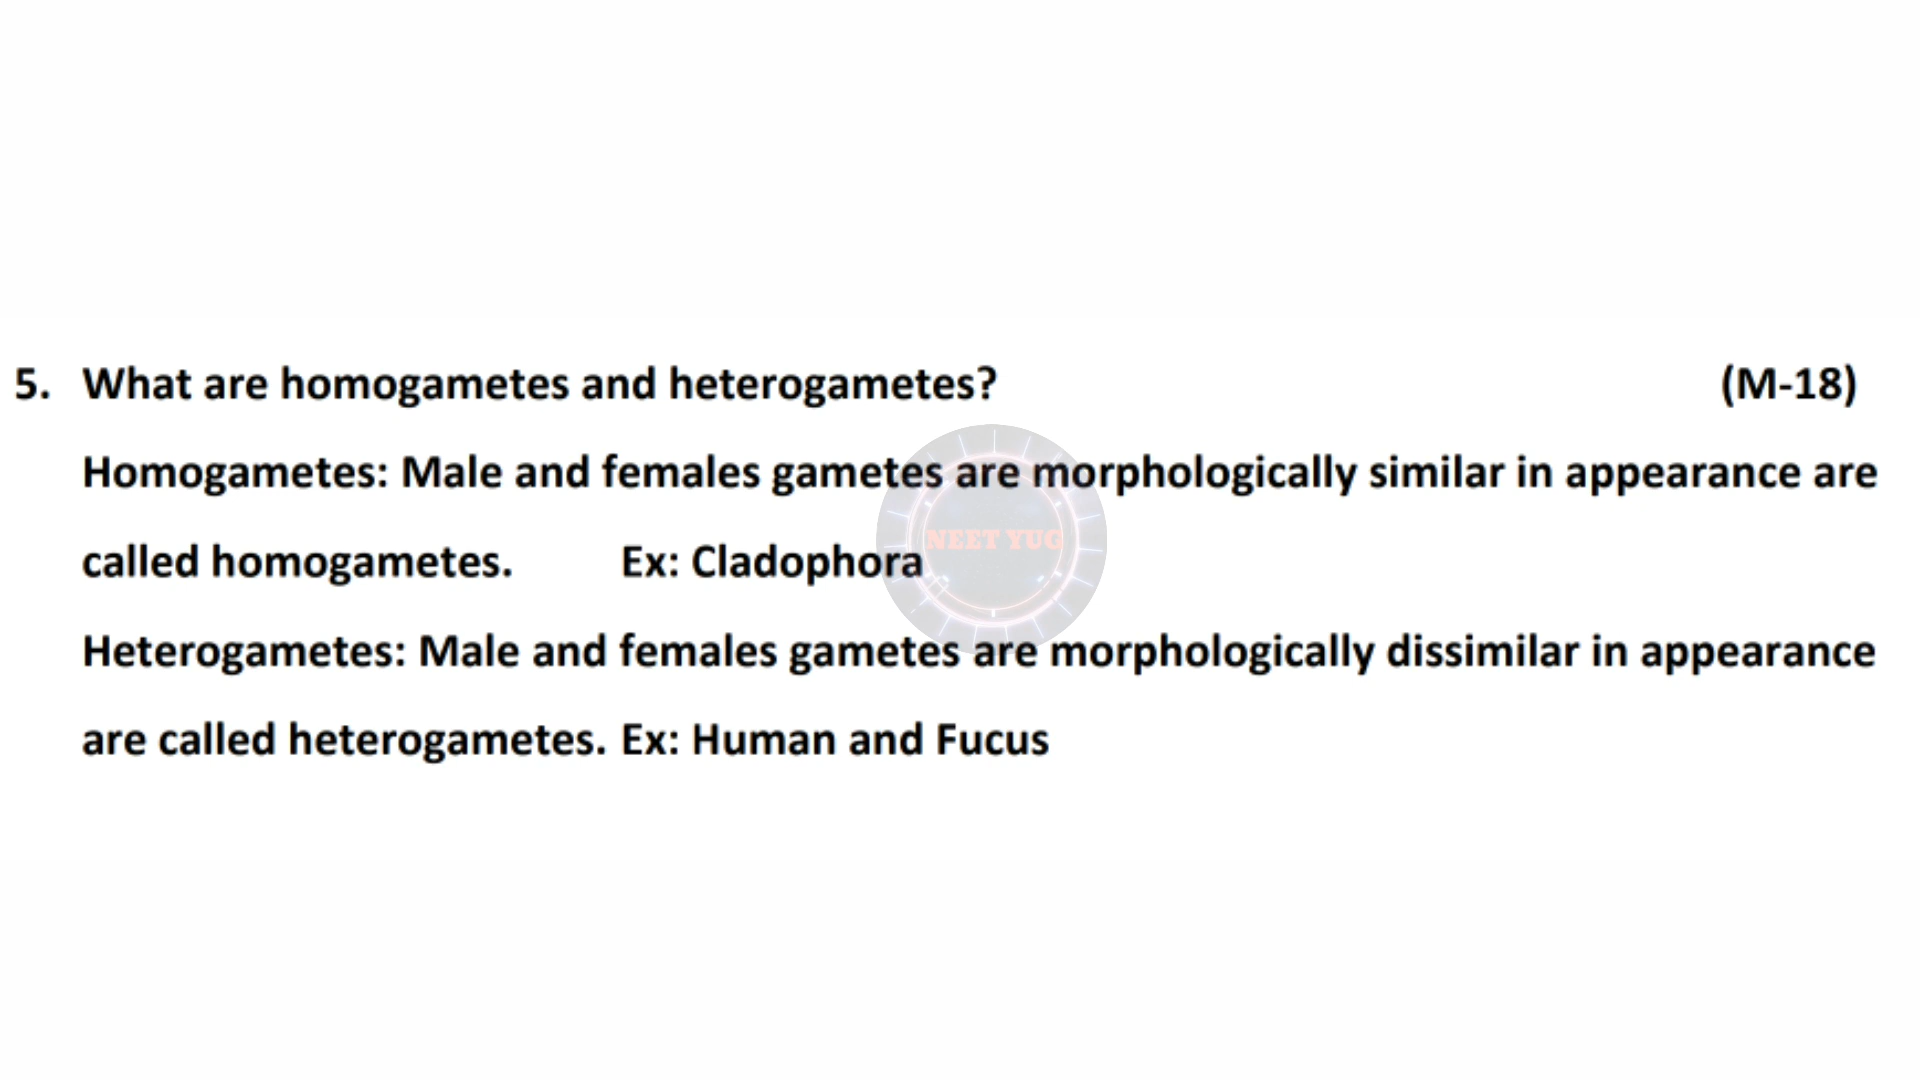 5. What are homogametes and heterogametes? (M-18)
Homogametes: Male and females gametes are morphologically similar in appearance are
called homogametes. Ex: Cladophora
NEET YUG
Heterogametes: Male and females gametes are morphologically dissimilar in appearance
are called heterogametes. Ex: Human and Fucus